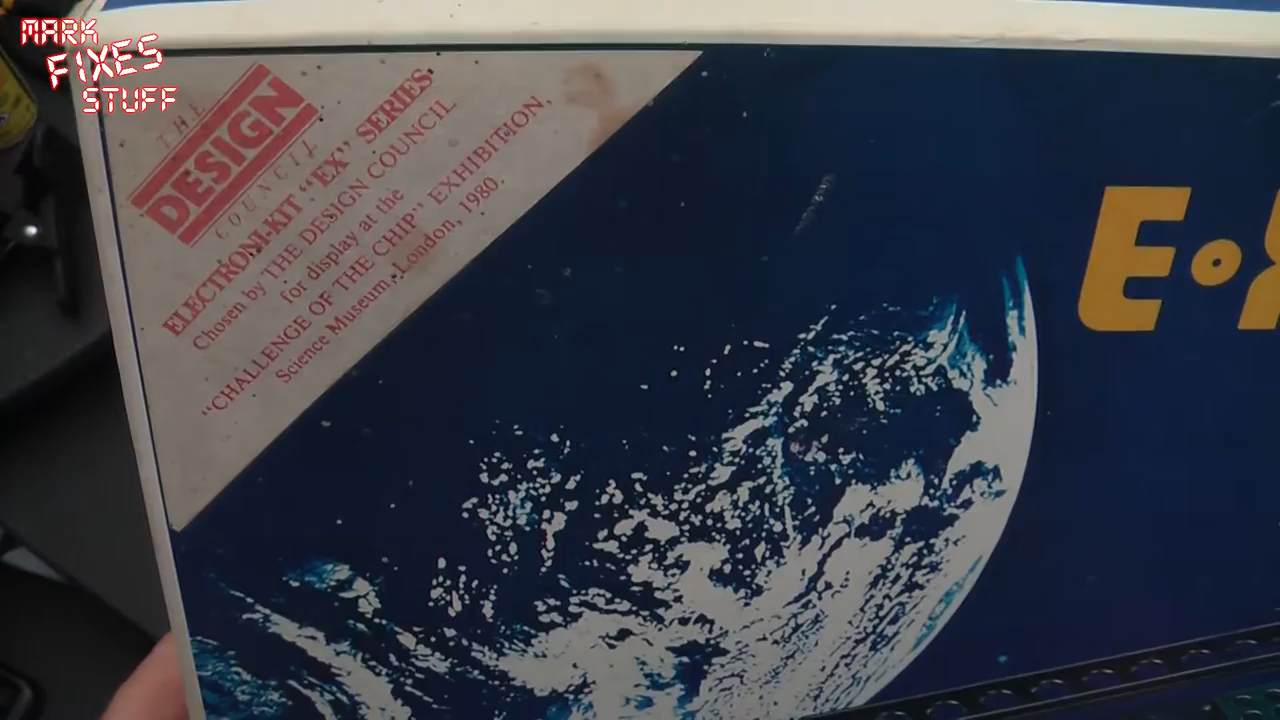 MARK
FIXES
STUFF
THE
DESIGN
COUNCIL
ELECTRONI-KIT "EX" SERIES
Chosen by THE DESIGN COUNCIL
for display at the
"CHALLENGE OF THE CHIP" EXHIBITION,
Science Museum, London, 1980.
E•